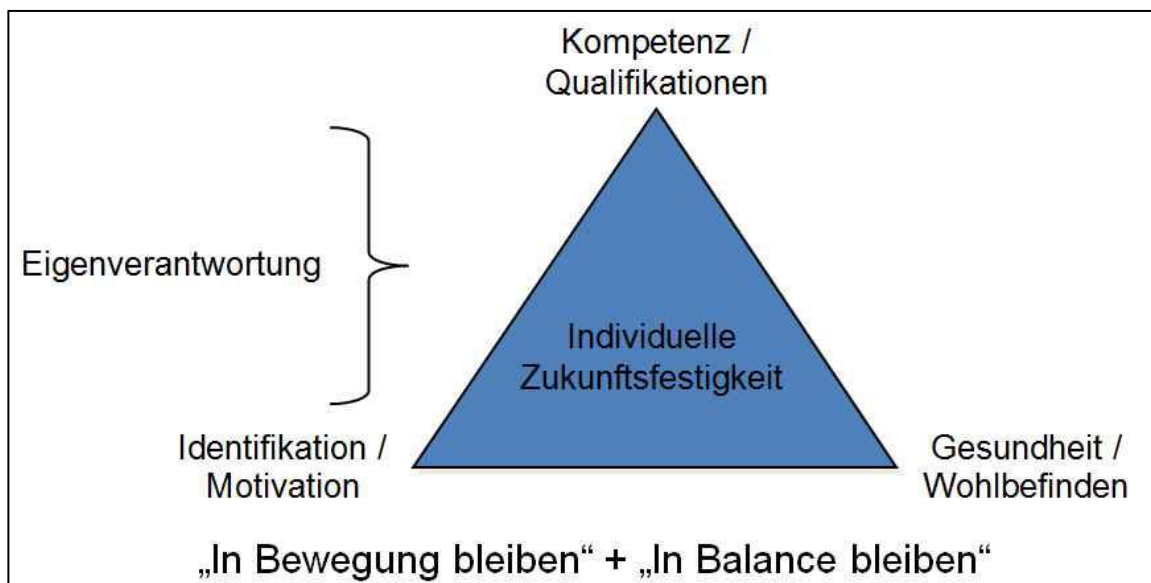 Kompetenz /
Qualifikationen
Eigenverantwortung
Individuelle
Zukunftsfestigkeit
Identifikation /
Motivation
Gesundheit /
Wohlbefinden
„In Bewegung bleiben“ + „In Balance bleiben“